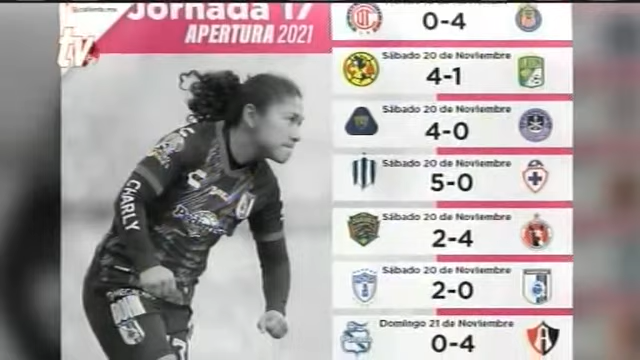 Jornada 17
APERTURA 2021
tv
0-4
Sábado 20 de Noviembre
4-1
Sábado 20 de Noviembre
4-0
Sábado 20 de Noviembre
5-0
Sábado 20 de Noviembre
2-4
Sábado 20 de Noviembre
2-0
Domingo 21 de Noviembre
0-4
CHARLY